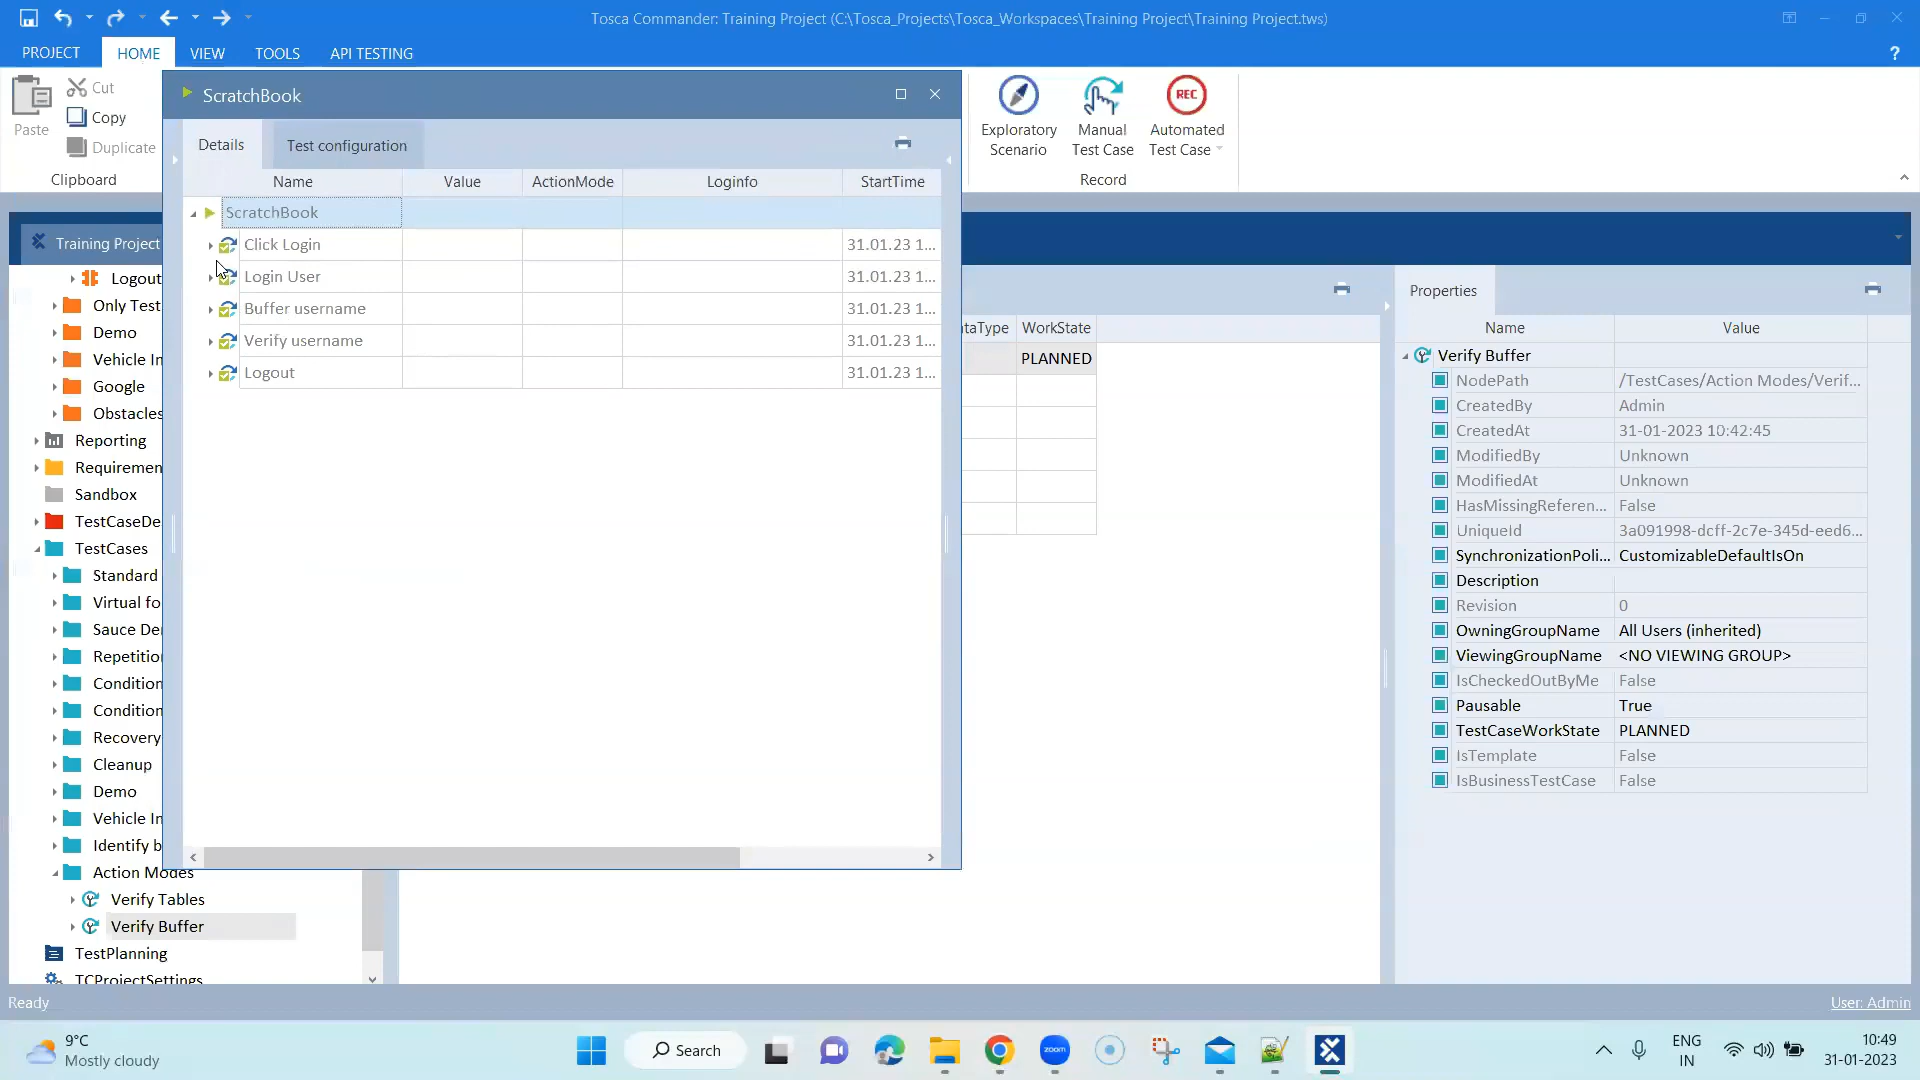 Tosca Commander: Training Project (C:\Tosca_Projects\Tosca_Workspaces\Training Project\Training Project.tws)
PROJECT HOME VIEW TOOLS API TESTING ?
Paste Cut
Copy
Duplicate
Clipboard
ScratchBook
Exploratory Scenario
Manual Test Case
REC Automated Test Case
Record
Details Test configuration
Name Value ActionMode Loginfo StartTime
ScratchBook
Click Login 31.01.23 1...
Login User 31.01.23 1...
Buffer username 31.01.23 1...
Verify username 31.01.23 1...
Logout 31.01.23 1...
Training Project
Logout
Only Test
Demo
Vehicle In
Google
Obstacles
Reporting
Requiremen
Sandbox
TestCaseDe
TestCases
Standard
Virtual fo
Sauce De
Repetitio
Condition
Condition
Recovery
Cleanup
Demo
Vehicle In
Identify b
Action Modes
Verify Tables
Verify Buffer
TestPlanning
TCProjectSettings
ataType WorkState
PLANNED
Properties
Name Value
Verify Buffer
NodePath /TestCases/Action Modes/Verif...
CreatedBy Admin
CreatedAt 31-01-2023 10:42:45
ModifiedBy Unknown
ModifiedAt Unknown
HasMissingReferen... False
UniqueId 3a091998-dcff-2c7e-345d-eed6...
SynchronizationPoli... CustomizableDefaultIsOn
Description
Revision 0
OwningGroupName All Users (inherited)
ViewingGroupName <NO VIEWING GROUP>
IsCheckedOutByMe False
Pausable True
TestCaseWorkState PLANNED
IsTemplate False
IsBusinessTestCase False
Ready User: Admin
9°C
Mostly cloudy
Search
zoom
ENG
IN
10:49
31-01-2023